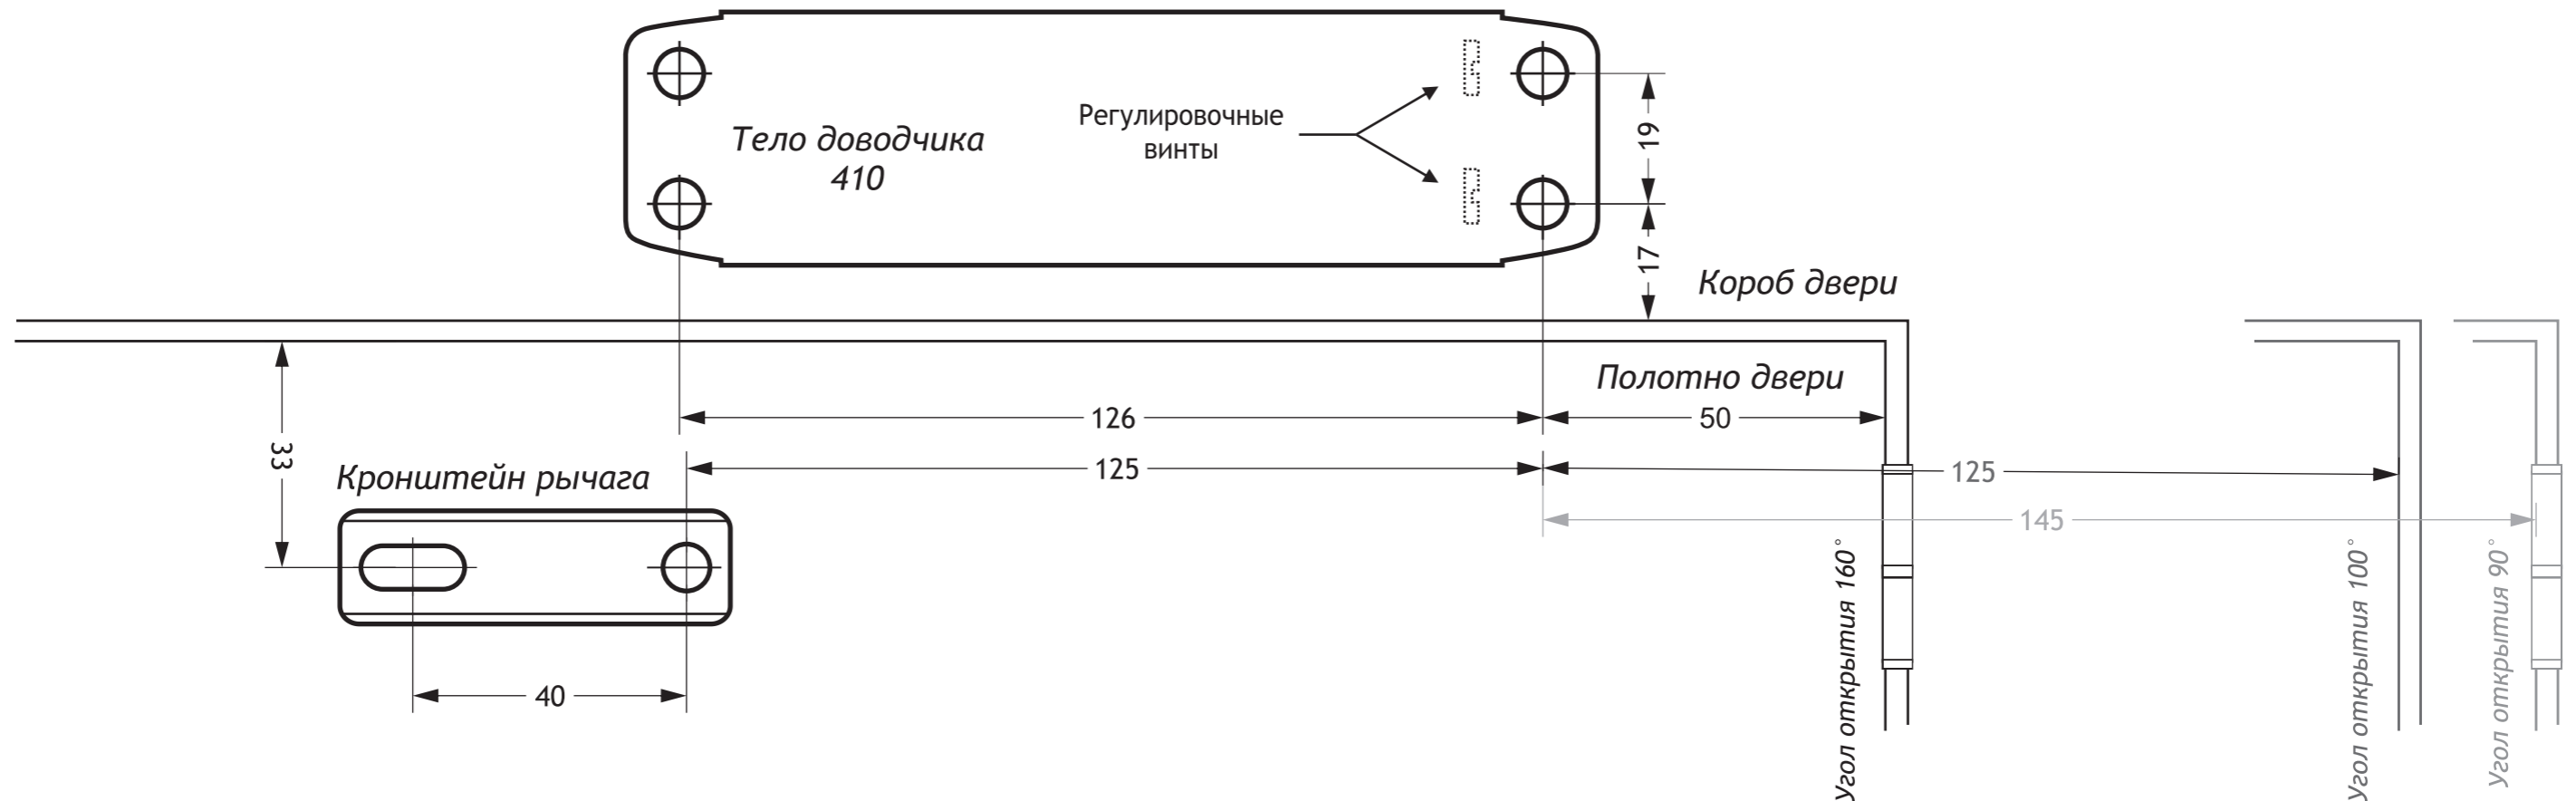 Тело доводчика
410
Регулировочные
винты
19
17
Короб двери
Полотно двери
126
50
33
Кронштейн рычага
125
125
145
40
Угол открытия 160°
Угол открытия 100°
Угол открытия 90°